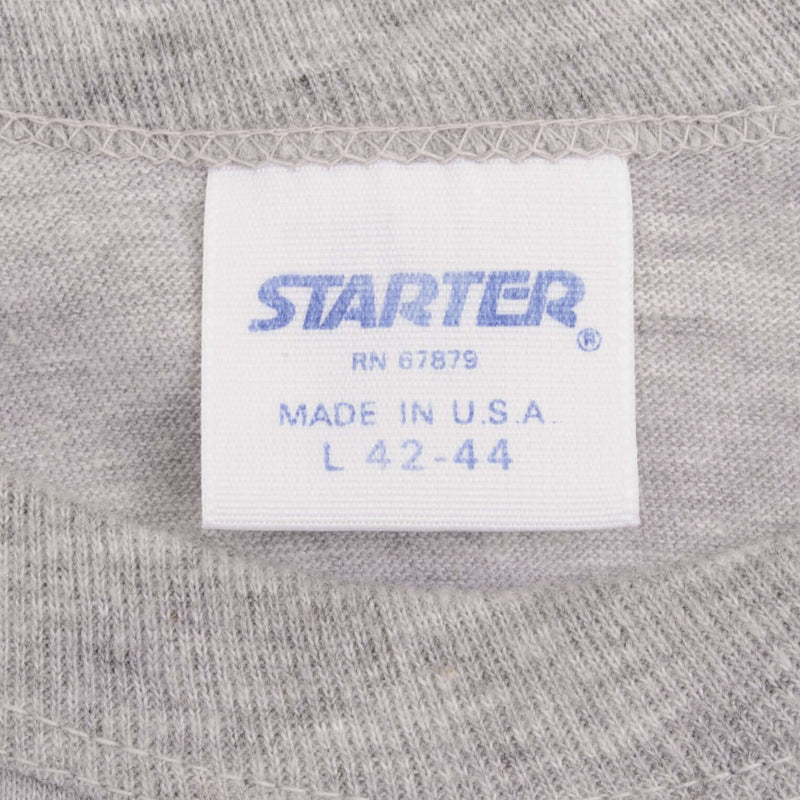 STARTER®
RN 67879
MADE IN U.S.A.
L 42-44